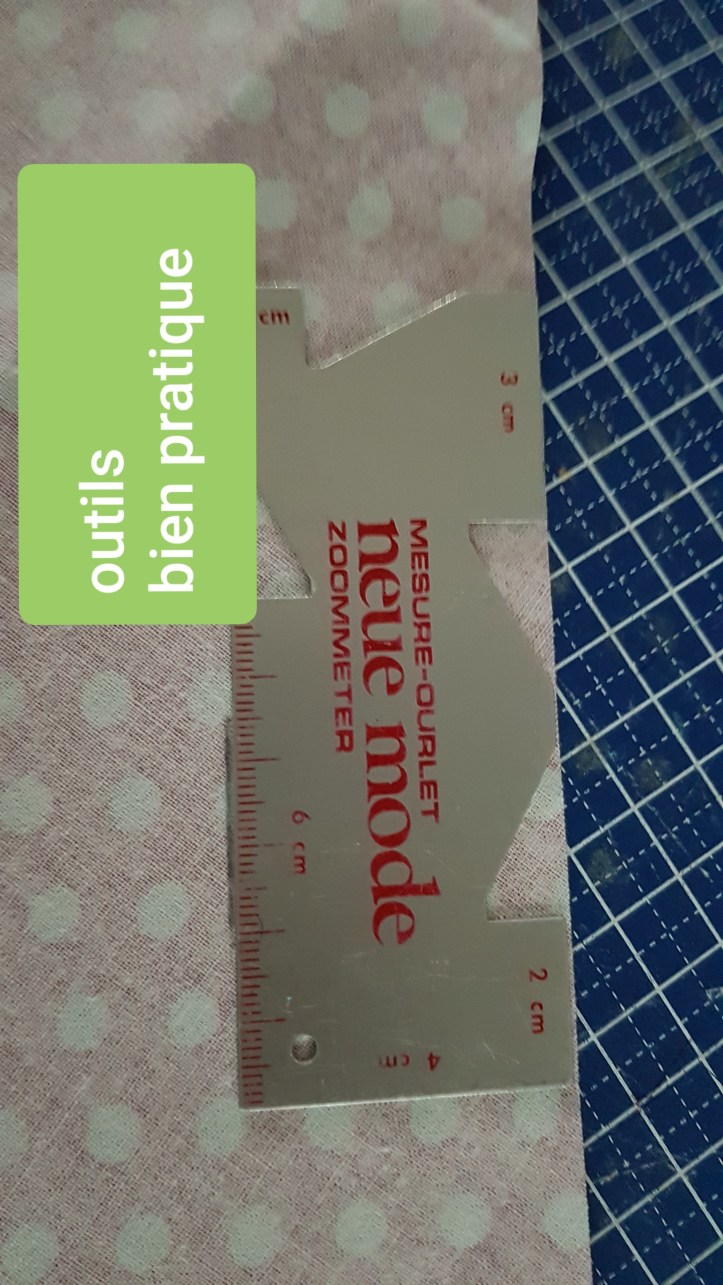 outils
bien pratique
cm
3 cm
MESURE-OURLET
neue mode
ZOOMMETER
6 cm
2 cm
4 cm